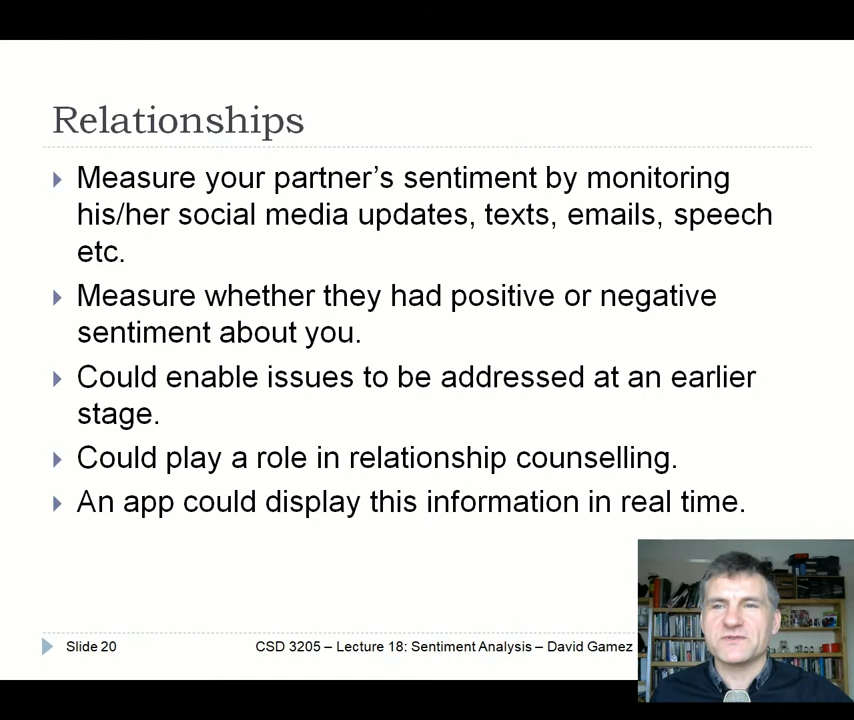 Relationships
Measure your partner’s sentiment by monitoring
his/her social media updates, texts, emails, speech
etc.
Measure whether they had positive or negative
sentiment about you.
Could enable issues to be addressed at an earlier
stage.
Could play a role in relationship counselling.
An app could display this information in real time.
Slide 20
CSD 3205 – Lecture 18: Sentiment Analysis – David Gamez